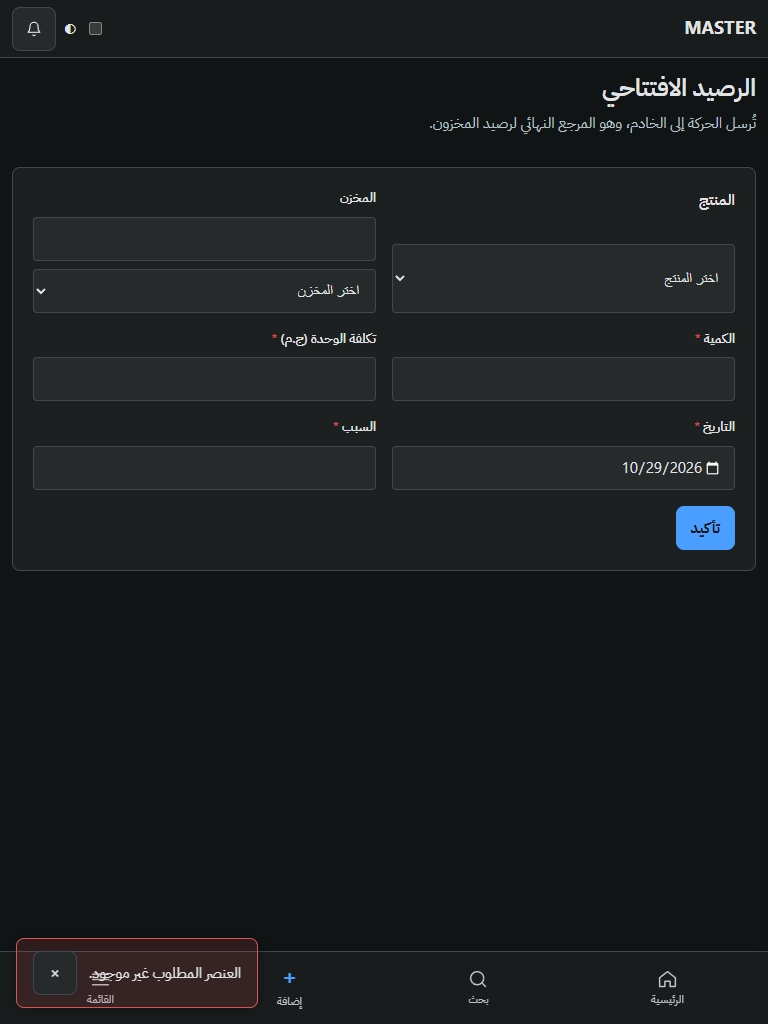 MASTER
الرصيد الافتتاحي
تُرسل الحركة إلى الخادم، وهو المرجع النهائي لرصيد المخزون.
المنتج
اختر المنتج
المخزن
اختر المخزن
الكمية *
تكلفة الوحدة (ج.م) *
التاريخ *
10/29/2026
السبب *
تأكيد
الرئيسية
بحث
إضافة
القائمة
العنصر المطلوب غير موجود.
×